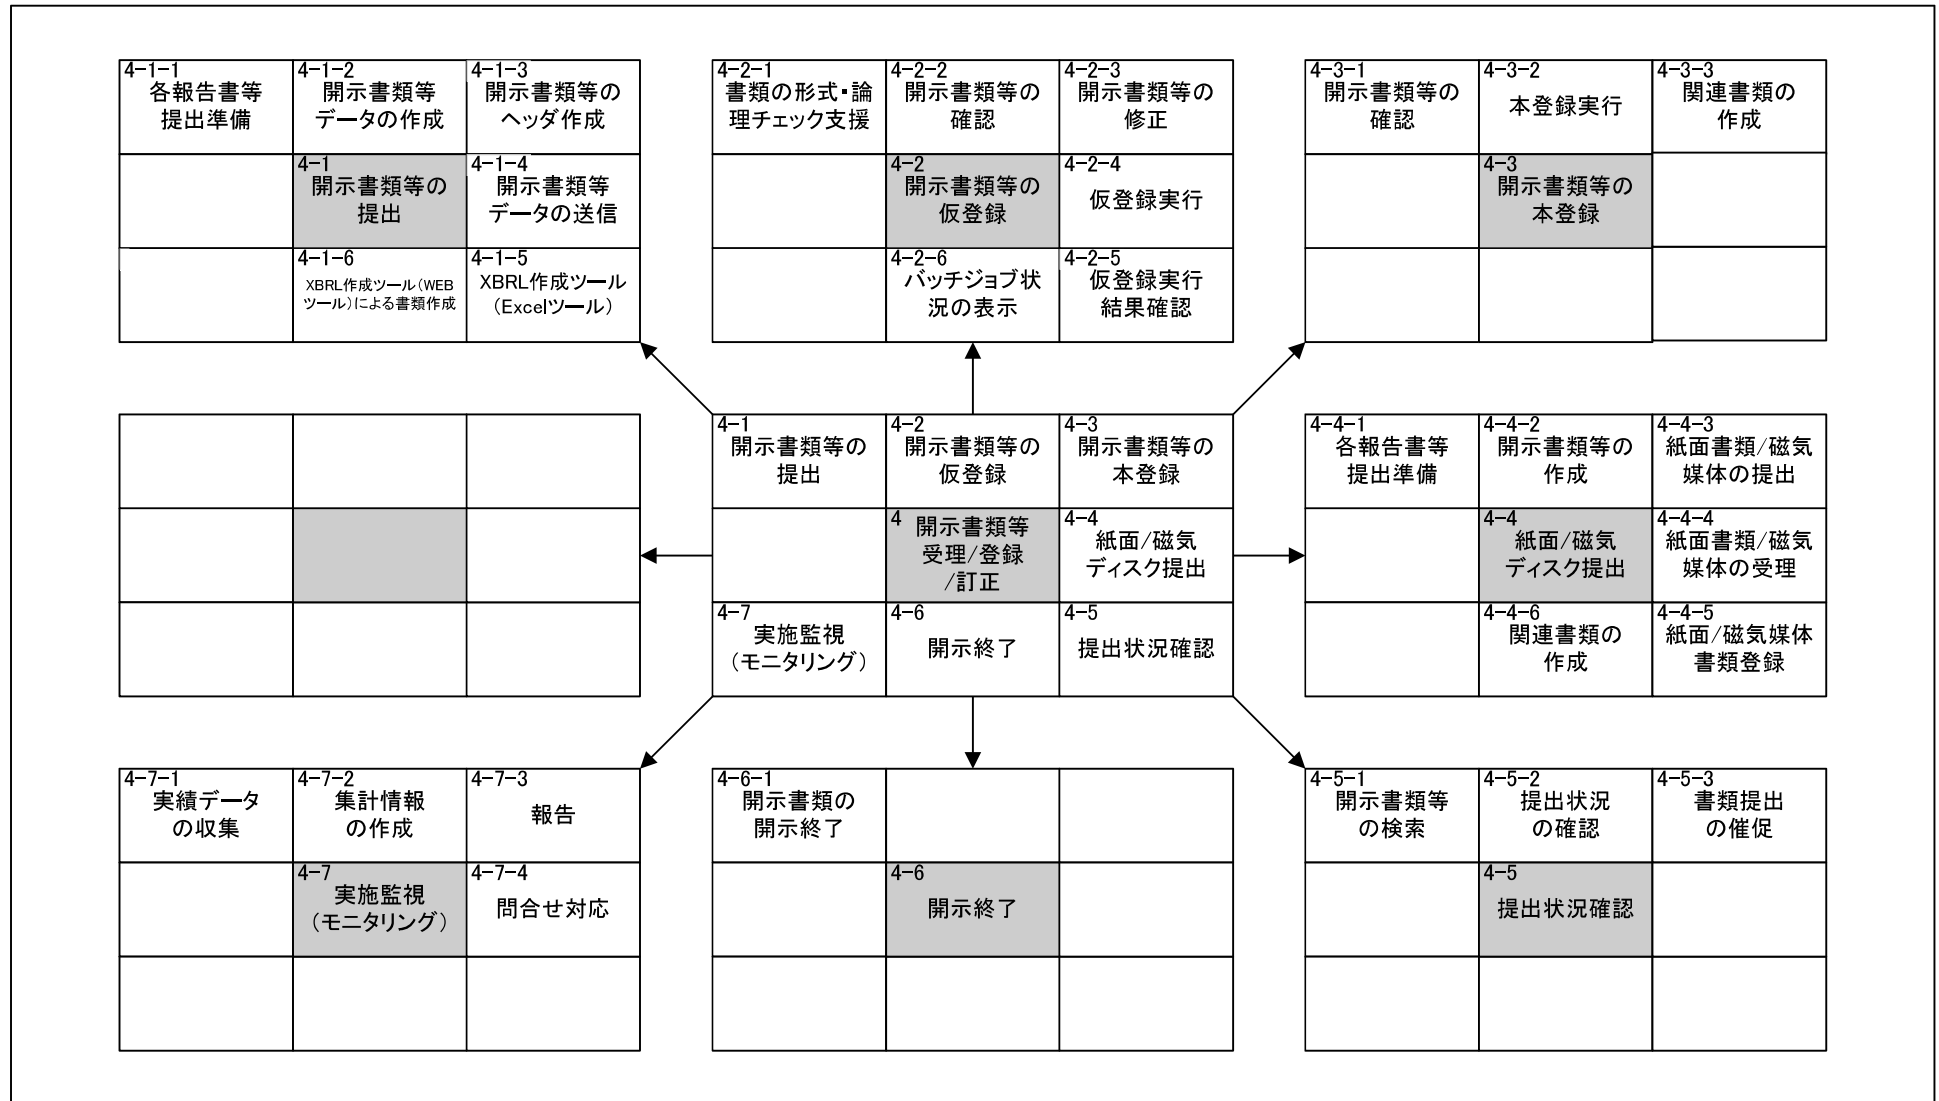 4-1-1
各報告書等
提出準備
4-1-2
開示書類等
データの作成
4-1-3
開示書類等の
ヘッダ作成
4-1
開示書類等の
提出
4-1-4
開示書類等
データの送信
4-1-6
XBRL作成ツール(WEB
ツール)による書類作成
4-1-5
XBRL作成ツール
(Excelツール)
4-2-1
書類の形式・論
理チェック支援
4-2-2
開示書類等の
確認
4-2-3
開示書類等の
修正
4-2
開示書類等の
仮登録
4-2-4
仮登録実行
4-2-6
バッチジョブ状
況の表示
4-2-5
仮登録実行
結果確認
4-3-1
開示書類等の
確認
4-3-2
本登録実行
4-3-3
関連書類の
作成
4-3
開示書類等の
本登録
4-1
開示書類等の
提出
4-2
開示書類等の
仮登録
4-3
開示書類等の
本登録
4
開示書類等
受理/登録
/訂正
4-4
紙面/磁気
ディスク提出
4-7
実施監視
(モニタリング)
4-6
開示終了
4-5
提出状況確認
4-4-1
各報告書等
提出準備
4-4-2
開示書類等の
作成
4-4-3
紙面書類/磁気
媒体の提出
4-4
紙面/磁気
ディスク提出
4-4-4
紙面書類/磁気
媒体の受理
4-4-6
関連書類の
作成
4-4-5
紙面/磁気媒体
書類登録
4-7-1
実績データ
の収集
4-7-2
集計情報
の作成
4-7-3
報告
4-7
実施監視
(モニタリング)
4-7-4
問合せ対応
4-6-1
開示書類の
開示終了
4-6
開示終了
4-5-1
開示書類等
の検索
4-5-2
提出状況
の確認
4-5-3
書類提出
の催促
4-5
提出状況確認